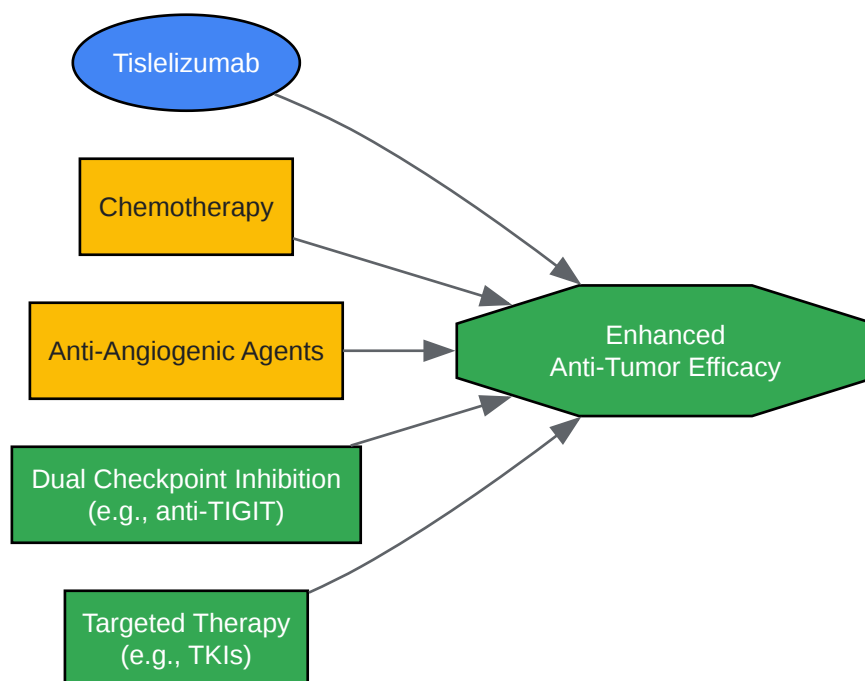 Tislelizumab
Chemotherapy
Anti-Angiogenic Agents
Enhanced
Anti-Tumor Efficacy
Dual Checkpoint Inhibition
(e.g., anti-TIGIT)
Targeted Therapy
(e.g., TKIs)